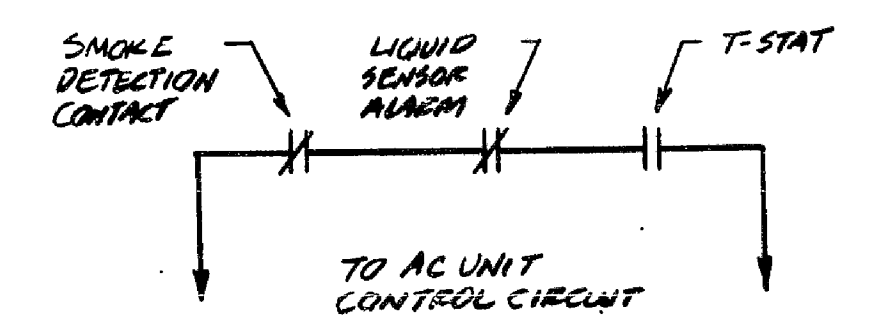 SMOKE
DETECTION
CONTACT
LIQUID
SENSOR
ALARM
T-STAT
TO AC UNIT
CONTROL CIRCUIT